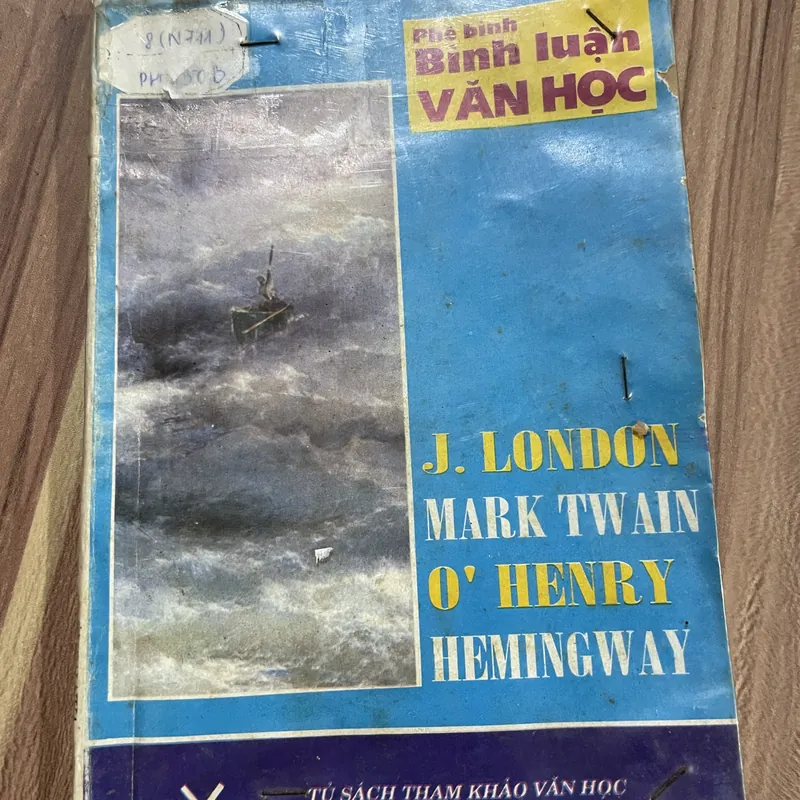 8(N711)
PH
Phê bình
Bình luận
VĂN HỌC
J. LONDON
MARK TWAIN
O' HENRY
HEMINGWAY
TỦ SÁCH THAM KHẢO VĂN HỌC